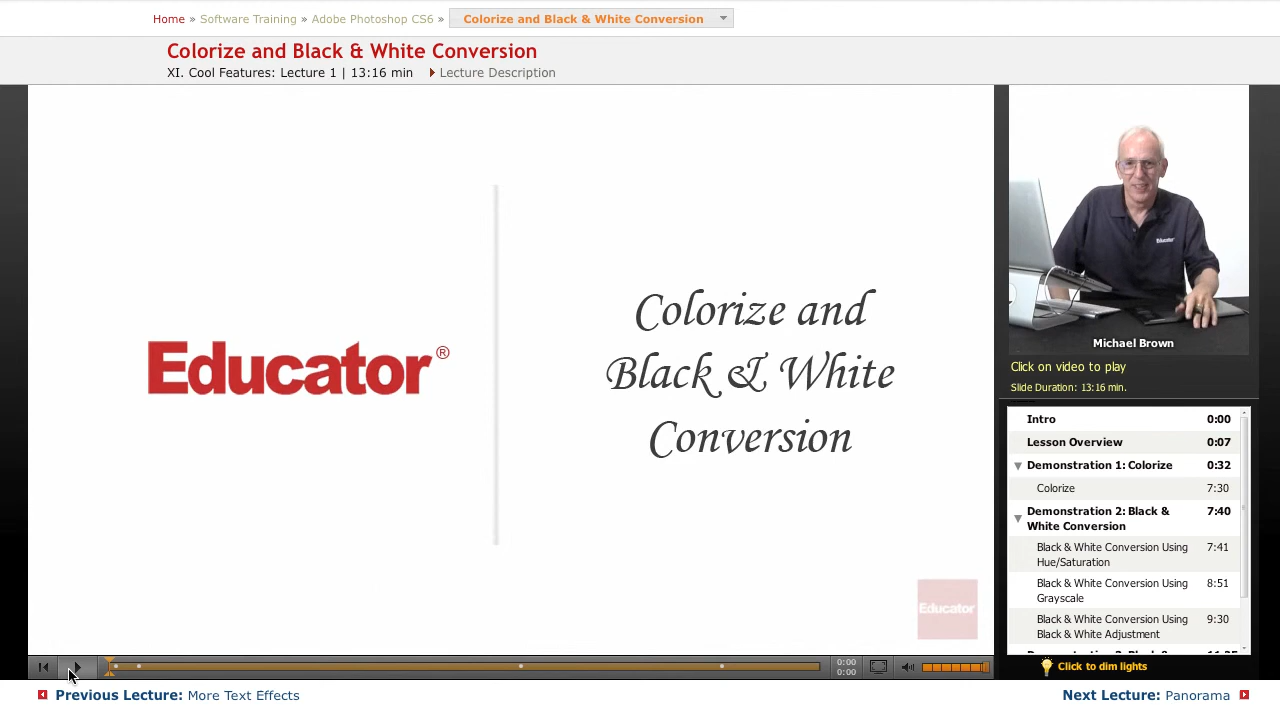 Home » Software Training » Adobe Photoshop CS6 » Colorize and Black & White Conversion
Colorize and Black & White Conversion
XI. Cool Features: Lecture 1 | 13:16 min Lecture Description
Educator®
Colorize and
Black & White
Conversion
Educator
Educator
Michael Brown
Click on video to play
Slide Duration: 13:16 min.
Intro 0:00
Lesson Overview 0:07
Demonstration 1: Colorize 0:32
Colorize 7:30
Demonstration 2: Black & White Conversion 7:40
Black & White Conversion Using Hue/Saturation 7:41
Black & White Conversion Using Grayscale 8:51
Black & White Conversion Using Black & White Adjustment 9:30
0:00
0:00
Click to dim lights
Previous Lecture: More Text Effects
Next Lecture: Panorama